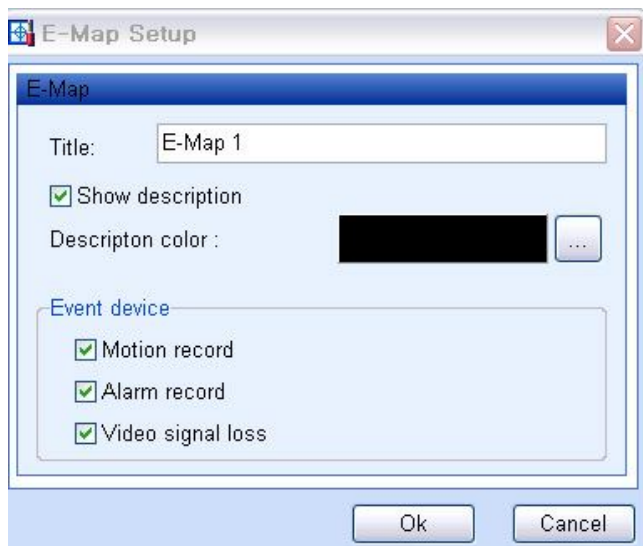 E-Map Setup
E-Map
Title: E-Map 1
Show description
Descripton color : ...
Event device
Motion record
Alarm record
Video signal loss
Ok Cancel